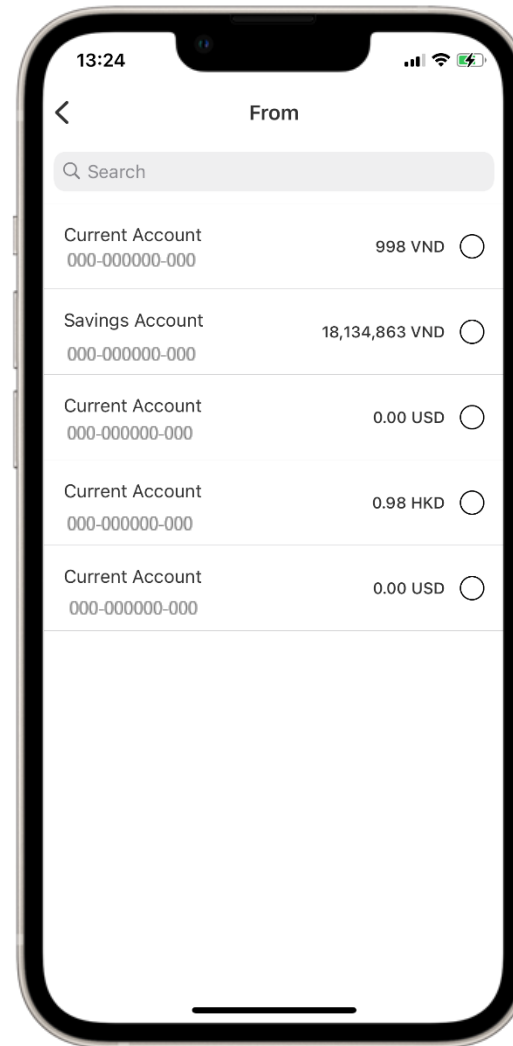 13:24
From
Search
Current Account
998 VND
000-000000-000
Savings Account
18,134,863 VND
000-000000-000
Current Account
0.00 USD
000-000000-000
Current Account
0.98 HKD
000-000000-000
Current Account
0.00 USD
000-000000-000